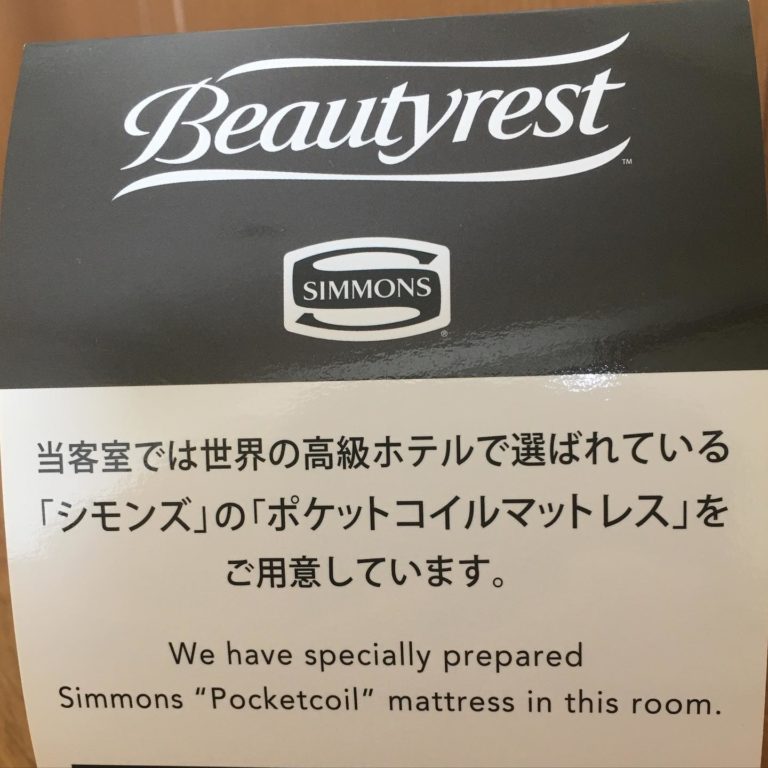 Beautyrest™
SIMMONS®
当客室では世界の高級ホテルで選ばれている
「シモンズ」の「ポケットコイルマットレス」を
ご用意しています。
We have specially prepared
Simmons “Pocketcoil” mattress in this room.